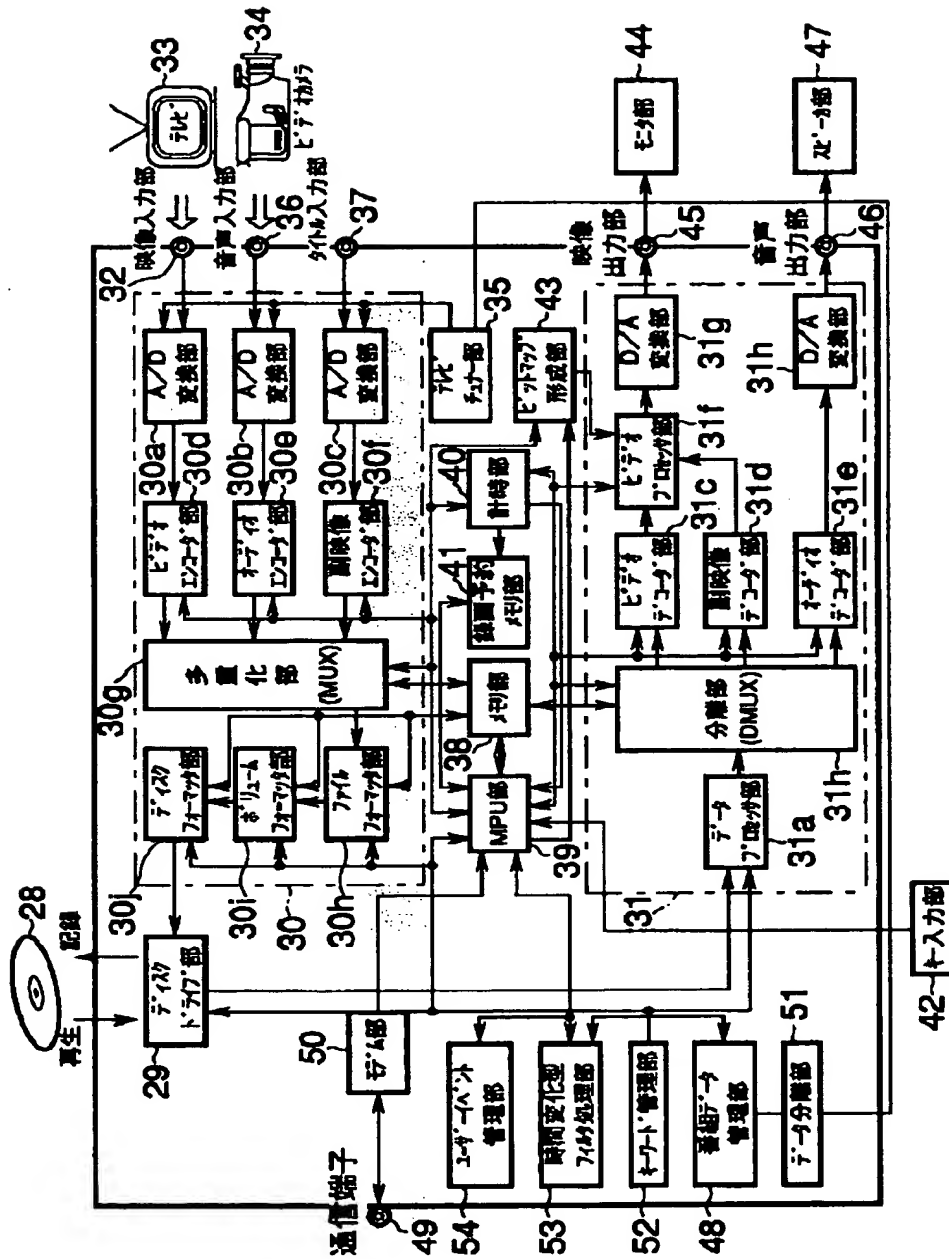 28
再生
記録
29
ディスク
ドライブ部
30j
ディスク
フォーマッタ部
30i
ボリューム
フォーマッタ部
30
30h
ファイル
フォーマッタ部
30g
多重化部
(MUX)
ビデオ
エンコーダ部
30d
オーディオ
エンコーダ部
30e
副映像
エンコーダ部
30f
A/D
変換部
30a
A/D
変換部
30b
A/D
変換部
30c
32
映像入力部
音声入力部
36
タイトル入力部
37
テレビ
33
ビデオカメラ
34
通信端子
49
モデム部
50
MPU部
39
メモリ部
38
録画予約
メモリ部
41
計時部
40
テレビ
チューナ部
35
ビットマップ
形成部
43
ユーザーイベント
管理部
54
時間変化型
フィルタ処理部
53
キーワード管理部
52
番組データ
管理部
48
データ分離部
51
キー入力部
42
31
データ
プロセッサ部
31a
分離部
(DMUX)
31h
ビデオ
デコーダ部
31c
副映像
デコーダ部
31d
オーディオ
デコーダ部
31e
ビデオ
プロセッサ部
31f
D/A
変換部
31g
D/A
変換部
31h
映像
出力部
45
音声
出力部
46
モニタ部
44
スピーカ部
47